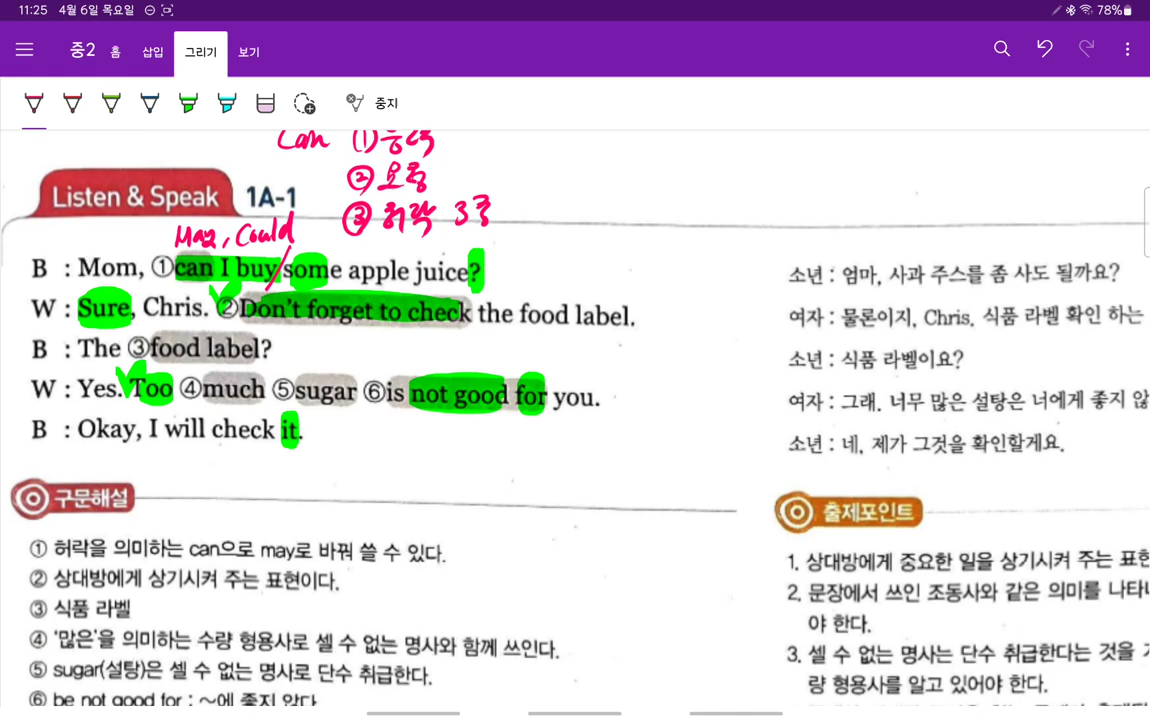 11:25 4월 6일 목요일 78%
중2 홈 삽입 그리기 보기
중지
Can ① 능력
② 요청
③ 허락 3형
Listen & Speak 1A-1
May, Could
B : Mom, ①can I buy some apple juice?
소년 : 엄마, 사과 주스를 좀 사도 될까요?
W : Sure, Chris. ②Don't forget to check the food label.
여자 : 물론이지, Chris. 식품 라벨 확인 하는
B : The ③food label?
소년 : 식품 라벨이요?
W : Yes. Too ④much ⑤sugar ⑥is not good for you.
여자 : 그래. 너무 많은 설탕은 너에게 좋지 않
B : Okay, I will check it.
소년 : 네, 제가 그것을 확인할게요.
구문해설
① 허락을 의미하는 can으로 may로 바꿔 쓸 수 있다.
② 상대방에게 상기시켜 주는 표현이다.
③ 식품 라벨
④ '많은'을 의미하는 수량 형용사로 셀 수 없는 명사와 함께 쓰인다.
⑤ sugar(설탕)은 셀 수 없는 명사로 단수 취급한다.
⑥ be not good for : ~에 좋지 않다
출제포인트
1. 상대방에게 중요한 일을 상기시켜 주는 표현
2. 문장에서 쓰인 조동사와 같은 의미를 나타내
야 한다.
3. 셀 수 없는 명사는 단수 취급한다는 것을
량 형용사를 알고 있어야 한다.